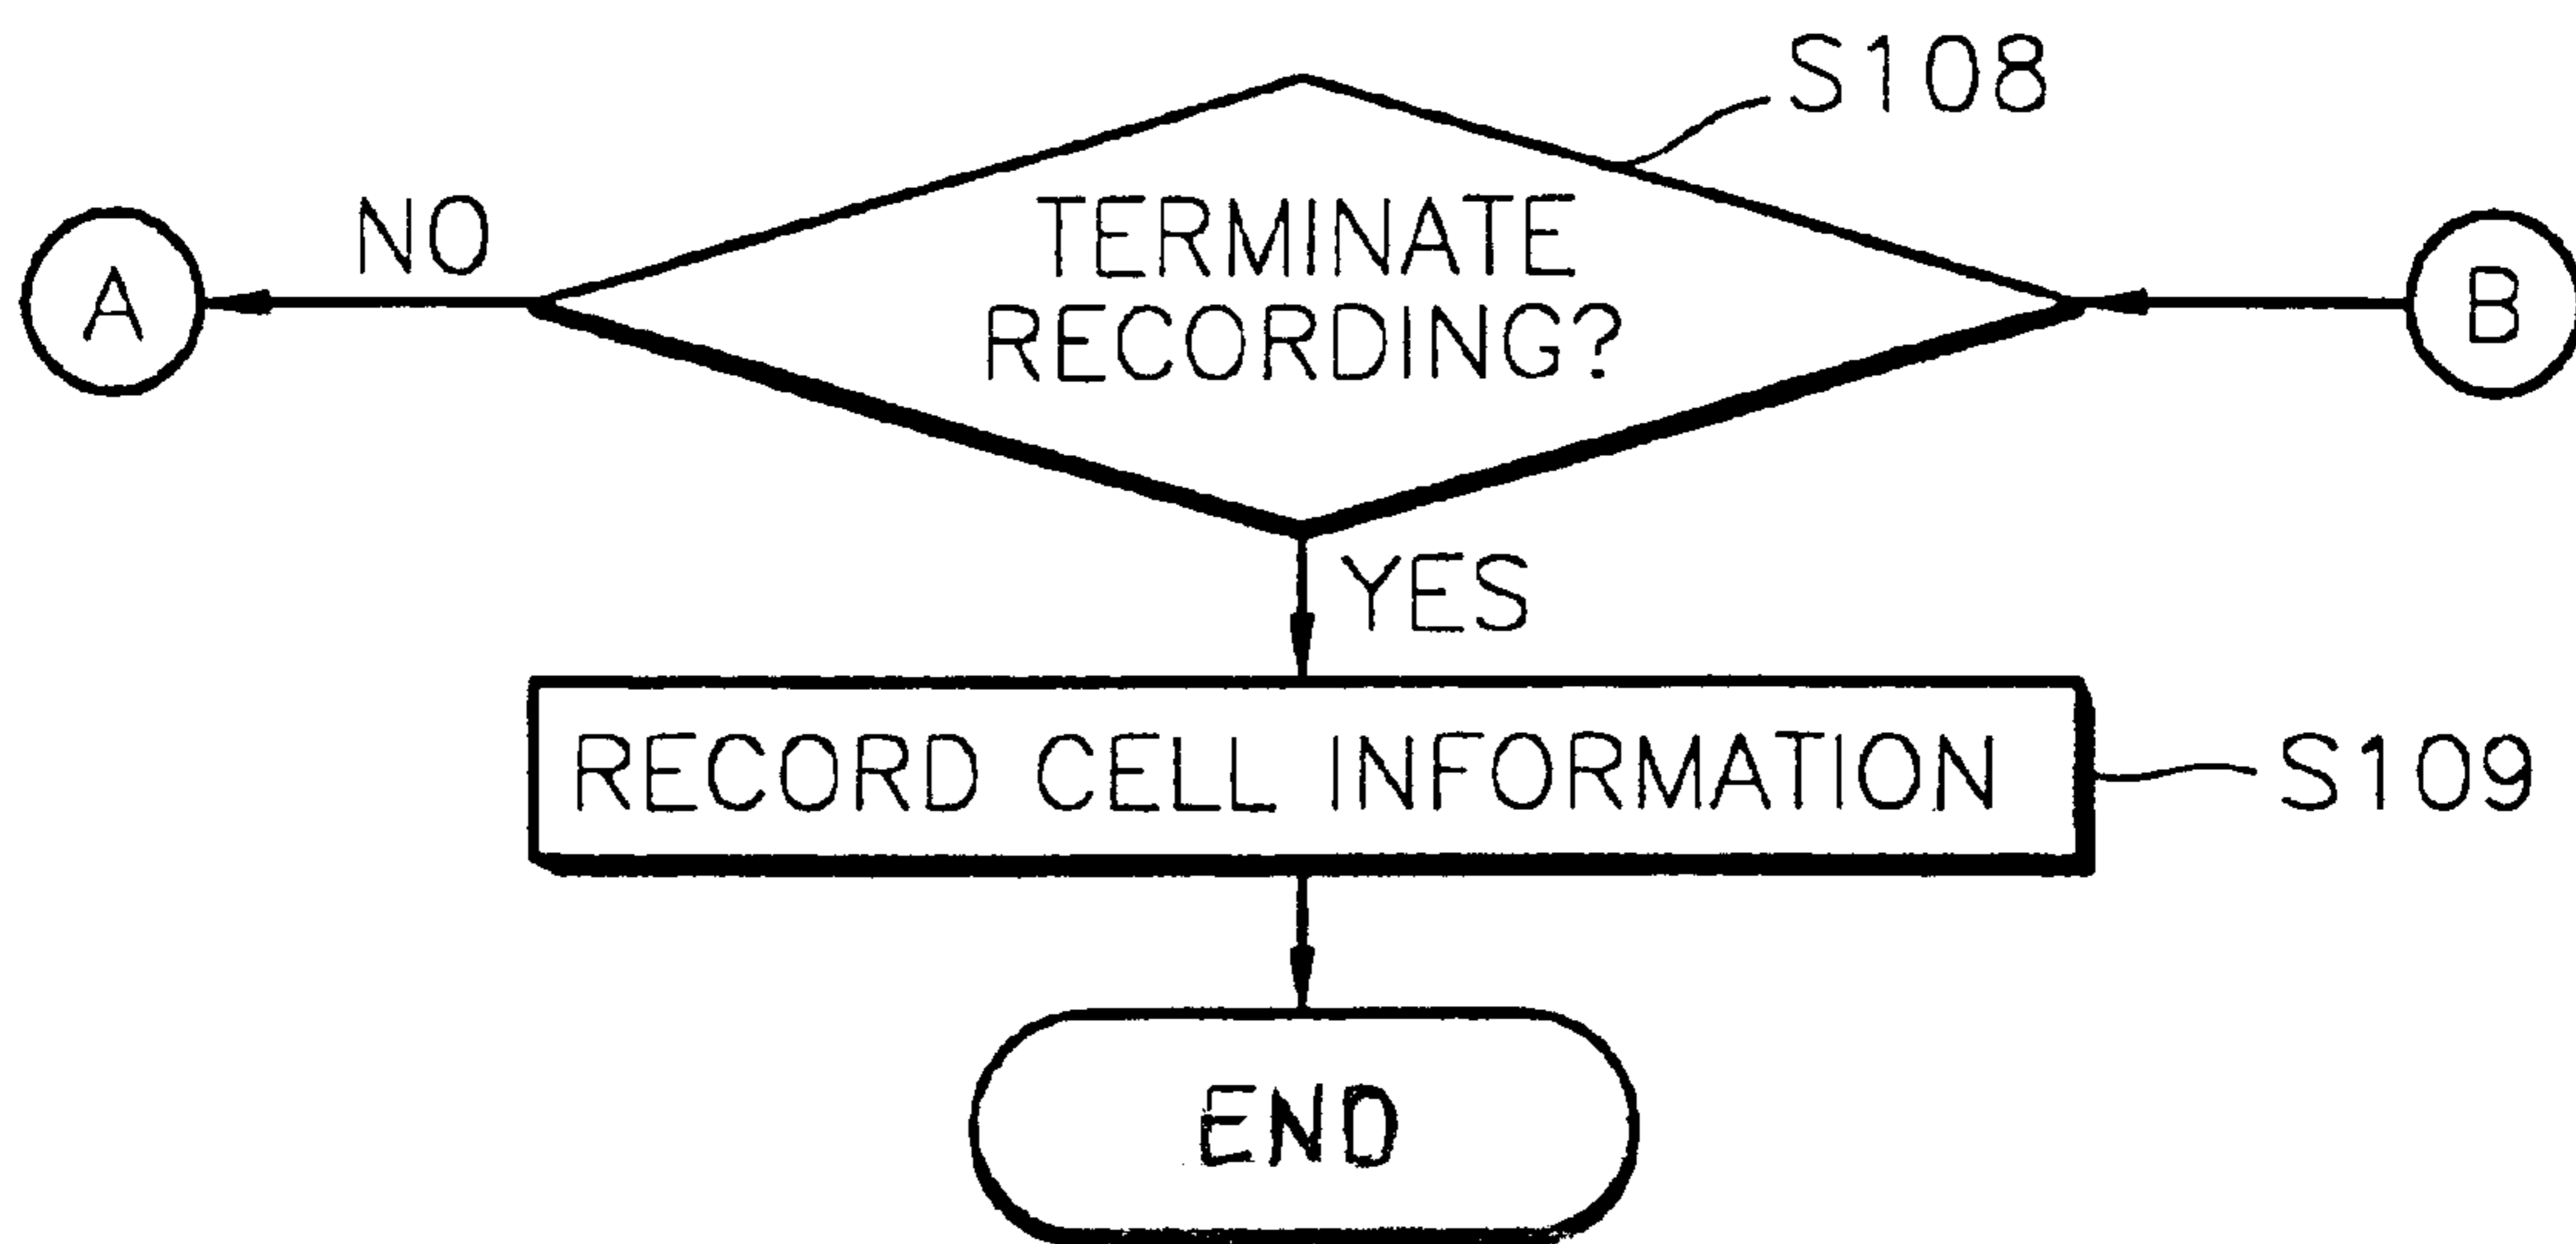 S108
NO
TERMINATE
A
B
RECORDING?
YES
RECORD CELL INFORMATION
S109
END